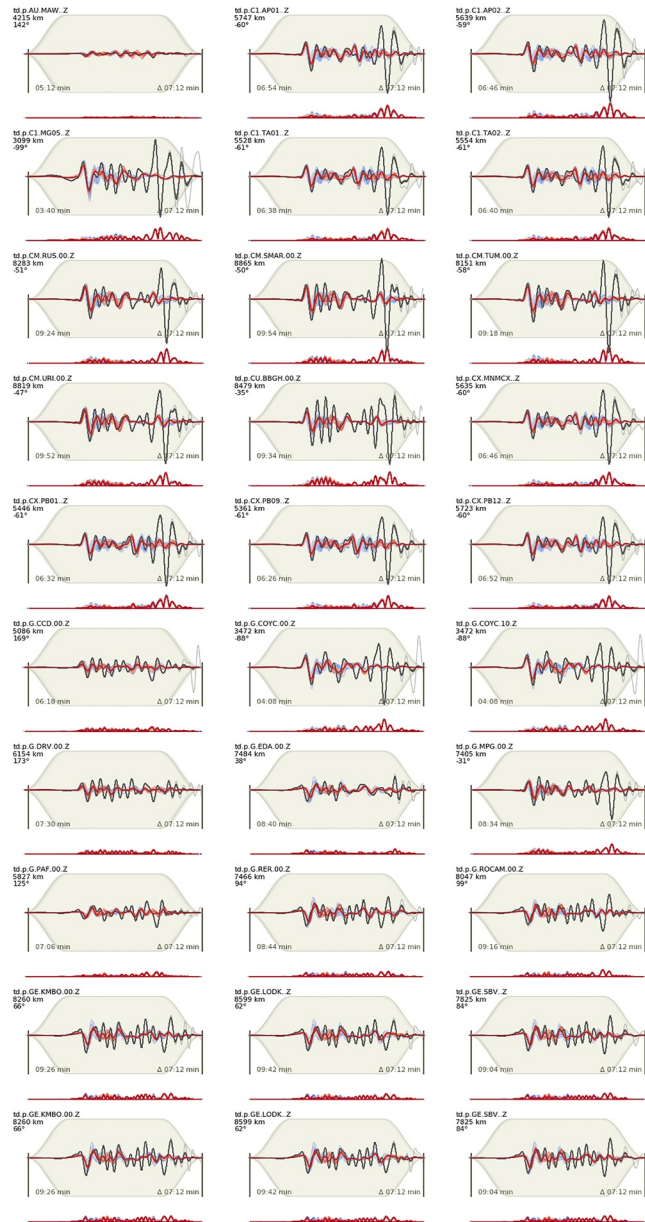 td.p.AU.MAW..Z
4215 km
142°
05:12 min
Δ 07:12 min
td.p.C1.AP01..Z
5747 km
-60°
06:54 min
Δ 07:12 min
td.p.C1.AP02..Z
5639 km
-59°
06:46 min
Δ 07:12 min
td.p.C1.MG05..Z
3099 km
-99°
03:40 min
Δ 07:12 min
td.p.C1.TA01..Z
5528 km
-61°
06:38 min
Δ 07:12 min
td.p.C1.TA02..Z
5554 km
-61°
06:40 min
Δ 07:12 min
td.p.CM.RUS.00.Z
8283 km
-51°
09:24 min
Δ 07:12 min
td.p.CM.SMAR.00.Z
8865 km
-50°
09:54 min
Δ 07:12 min
td.p.CM.TUM.00.Z
8151 km
-58°
09:18 min
Δ 07:12 min
td.p.CM.URI.00.Z
8819 km
-47°
09:52 min
Δ 07:12 min
td.p.CU.BBGH.00.Z
8479 km
-35°
09:34 min
Δ 07:12 min
td.p.CX.MNMCX..Z
5635 km
-60°
06:46 min
Δ 07:12 min
td.p.CX.PB01..Z
5446 km
-61°
06:32 min
Δ 07:12 min
td.p.CX.PB09..Z
5361 km
-61°
06:26 min
Δ 07:12 min
td.p.CX.PB12..Z
5723 km
-60°
06:52 min
Δ 07:12 min
td.p.G.CCD.00.Z
5086 km
169°
06:18 min
Δ 07:12 min
td.p.G.COYC.00.Z
3472 km
-88°
04:08 min
Δ 07:12 min
td.p.G.COYC.10.Z
3472 km
-88°
04:08 min
Δ 07:12 min
td.p.G.DRV.00.Z
6154 km
173°
07:30 min
Δ 07:12 min
td.p.G.EDA.00.Z
7484 km
38°
08:40 min
Δ 07:12 min
td.p.G.MPG.00.Z
7405 km
-31°
08:34 min
Δ 07:12 min
td.p.G.PAF.00.Z
5827 km
125°
07:06 min
Δ 07:12 min
td.p.G.RER.00.Z
7466 km
94°
08:44 min
Δ 07:12 min
td.p.G.ROCAM.00.Z
8047 km
99°
09:16 min
Δ 07:12 min
td.p.GE.KMBO.00.Z
8260 km
66°
09:26 min
Δ 07:12 min
td.p.GE.LODK..Z
8599 km
62°
09:42 min
Δ 07:12 min
td.p.GE.SBV..Z
7825 km
84°
09:04 min
Δ 07:12 min
td.p.GE.KMBO.00.Z
8260 km
66°
09:26 min
Δ 07:12 min
td.p.GE.LODK..Z
8599 km
62°
09:42 min
Δ 07:12 min
td.p.GE.SBV..Z
7825 km
84°
09:04 min
Δ 07:12 min